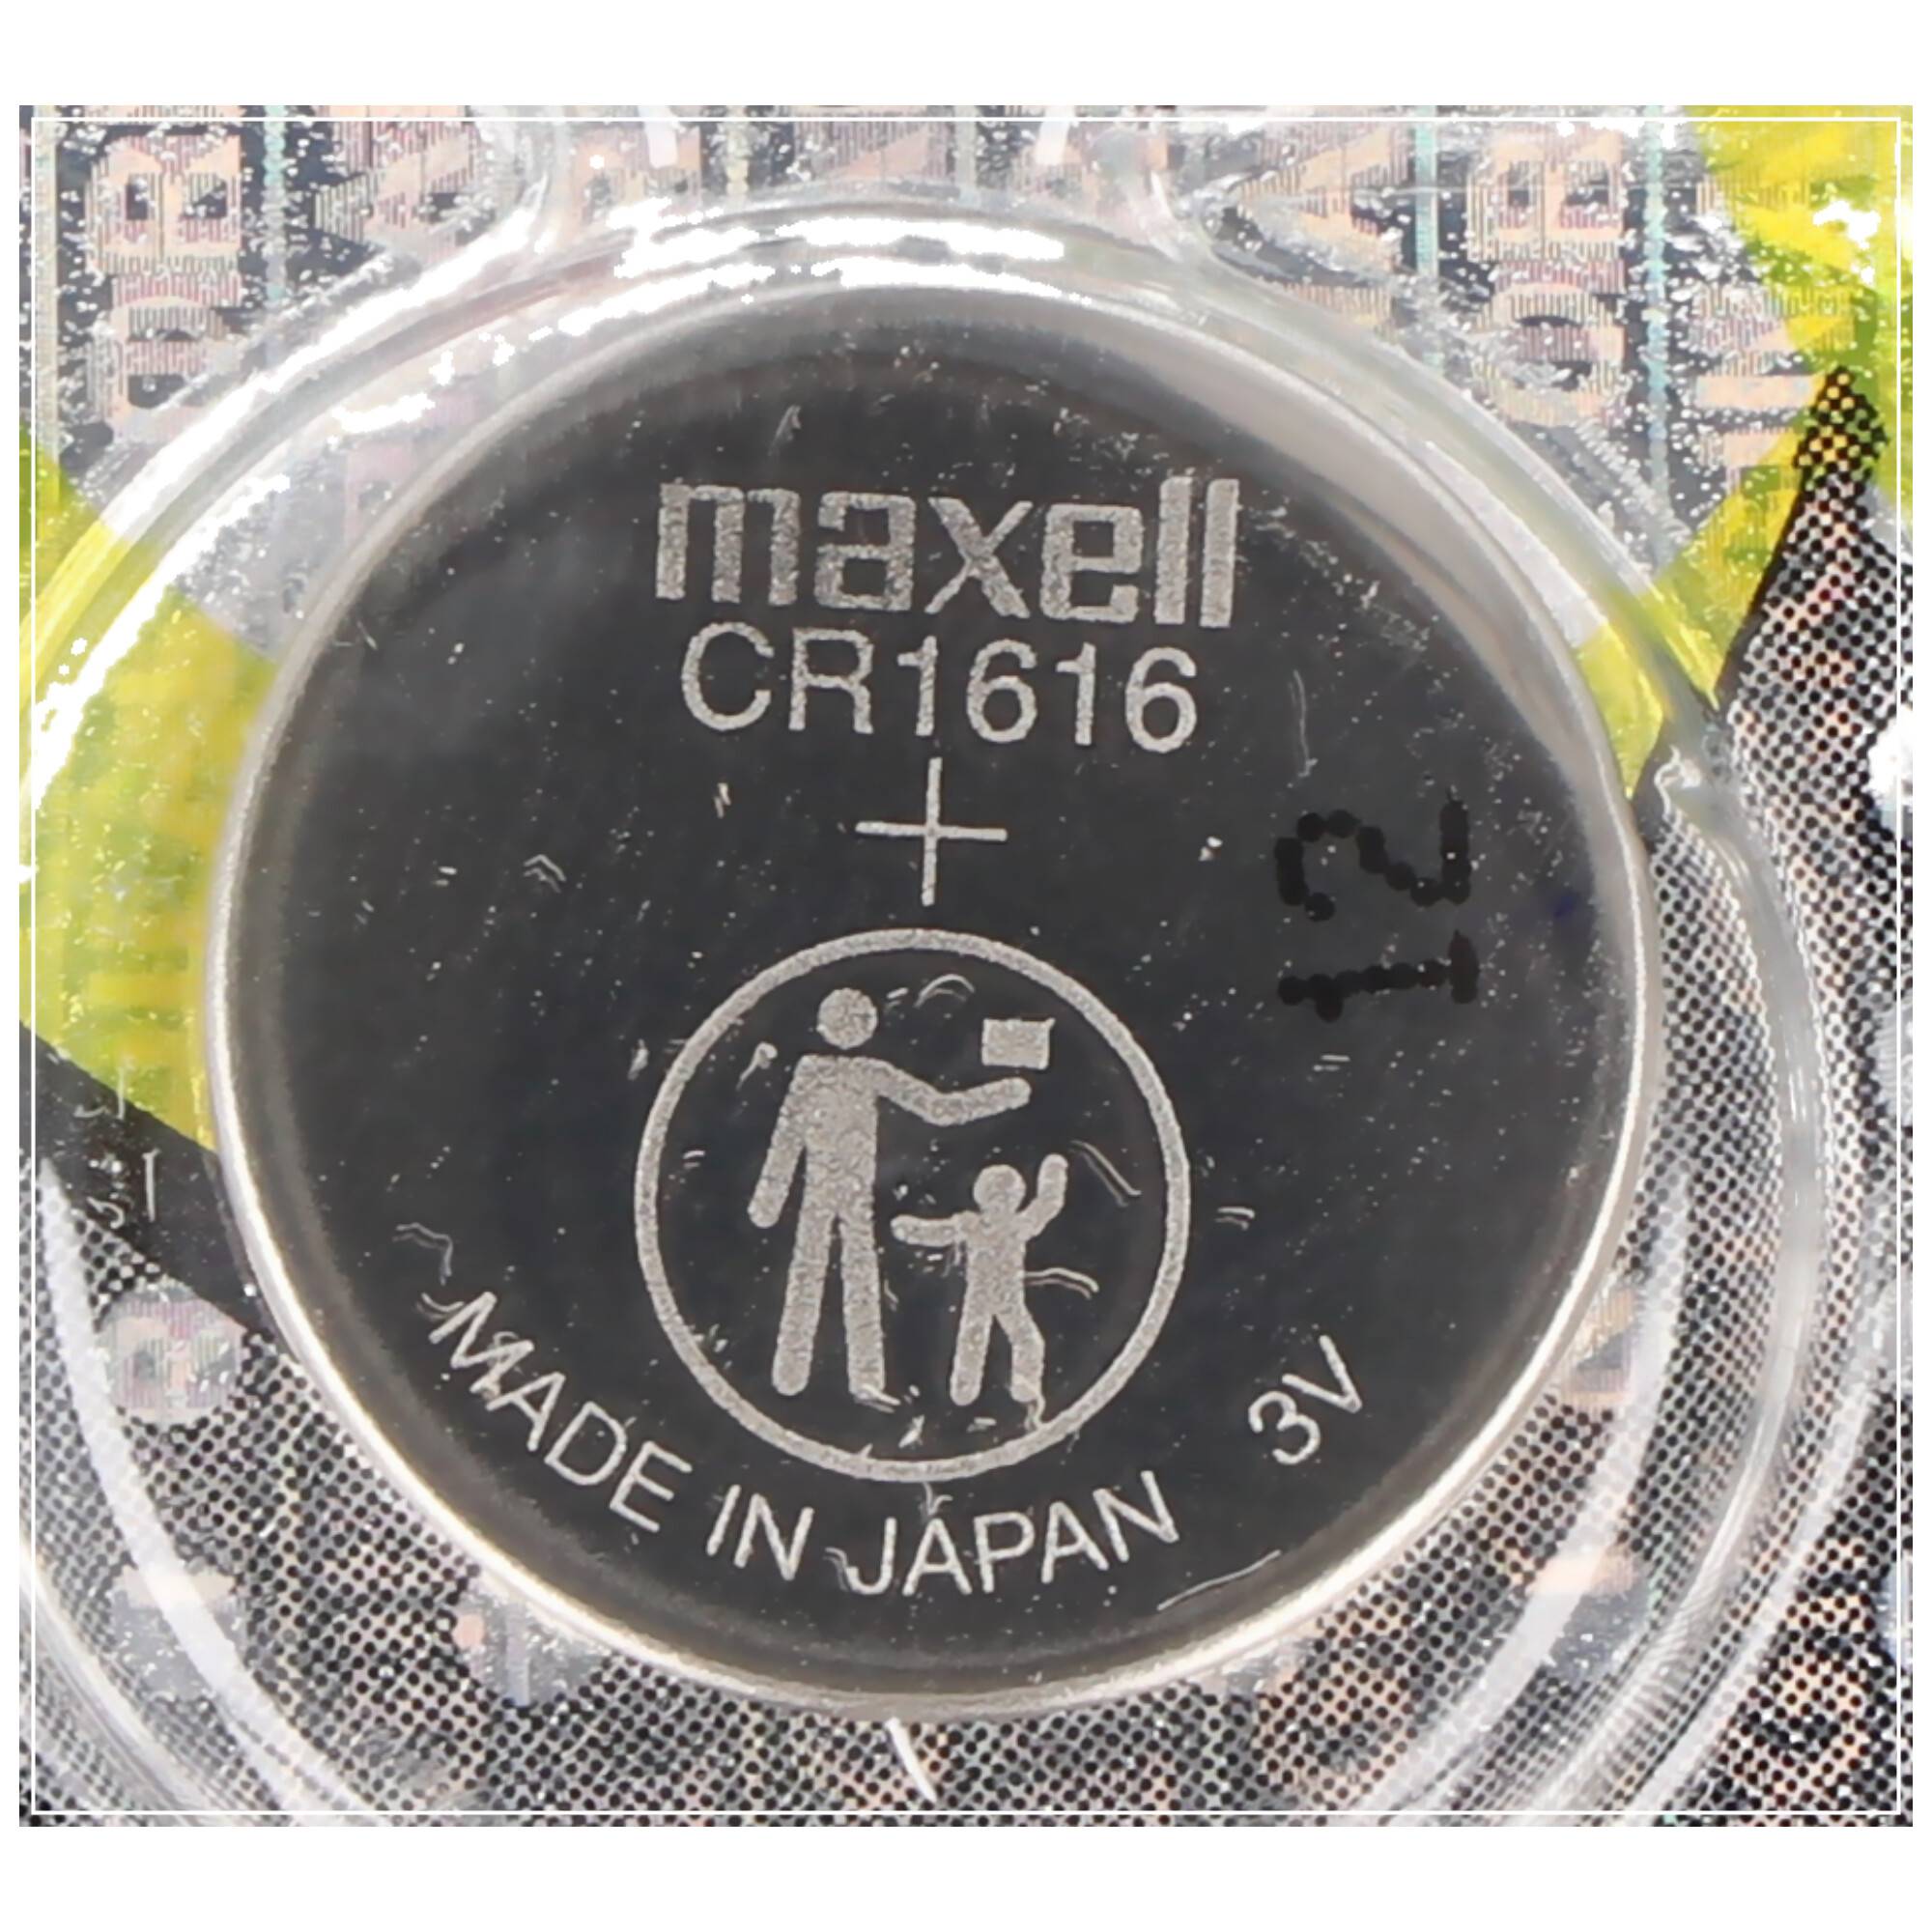 maxell
CR1616
+
12
MADE IN JAPAN 3V